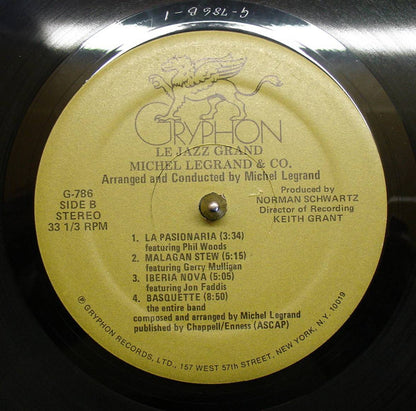 G-786 B-1
GRYPHON
LE JAZZ GRAND
MICHEL LEGRAND & CO.
Arranged and Conducted by Michel Legrand
G-786
SIDE B
STEREO
33 1/3 RPM
Produced by
NORMAN SCHWARTZ
Director of Recording
KEITH GRANT
1. LA PASIONARIA (3:34)
featuring Phil Woods
2. MALAGAN STEW (5:15)
featuring Gerry Mulligan
3. IBERIA NOVA (5:05)
featuring Jon Faddis
4. BASQUETTE (8:50)
the entire band
composed and arranged by Michel Legrand
published by Chappell/Enness (ASCAP)
℗ GRYPHON RECORDS, LTD., 157 WEST 57th STREET, NEW YORK, N.Y. 10019